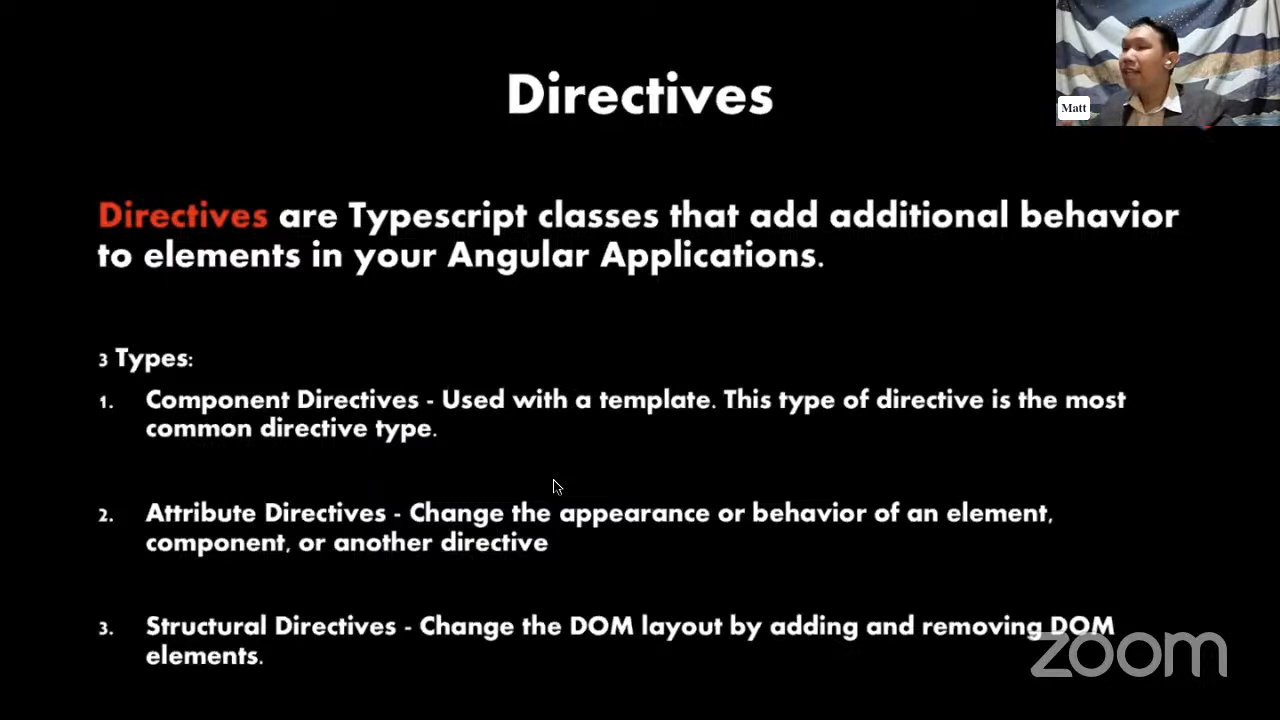 Directives
Matt
Directives are Typescript classes that add additional behavior
to elements in your Angular Applications.
3 Types:
1. Component Directives - Used with a template. This type of directive is the most
common directive type.
2. Attribute Directives - Change the appearance or behavior of an element,
component, or another directive
3. Structural Directives - Change the DOM layout by adding and removing DOM
elements.
zoom